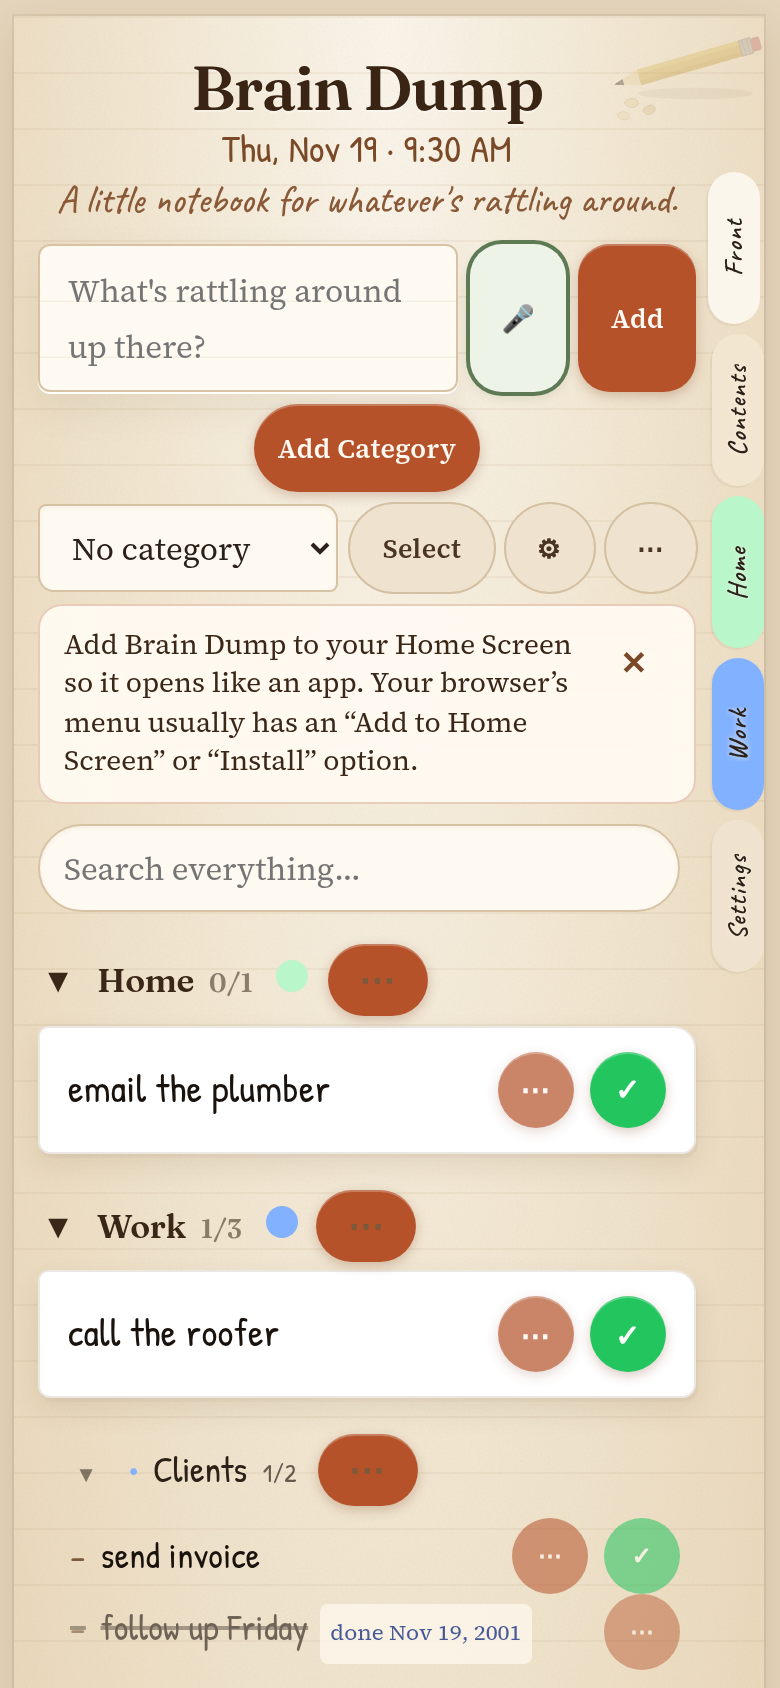 Brain Dump
Thu, Nov 19 · 9:30 AM
A little notebook for whatever's rattling around.
What's rattling around
up there?
Add
Add Category
No category
Select
Add Brain Dump to your Home Screen
so it opens like an app. Your browser’s
menu usually has an “Add to Home
Screen” or “Install” option.
Search everything...
Front
Contents
Home
Work
Settings
Home 0/1
email the plumber
Work 1/3
call the roofer
Clients 1/2
– send invoice
– follow up Friday done Nov 19, 2001